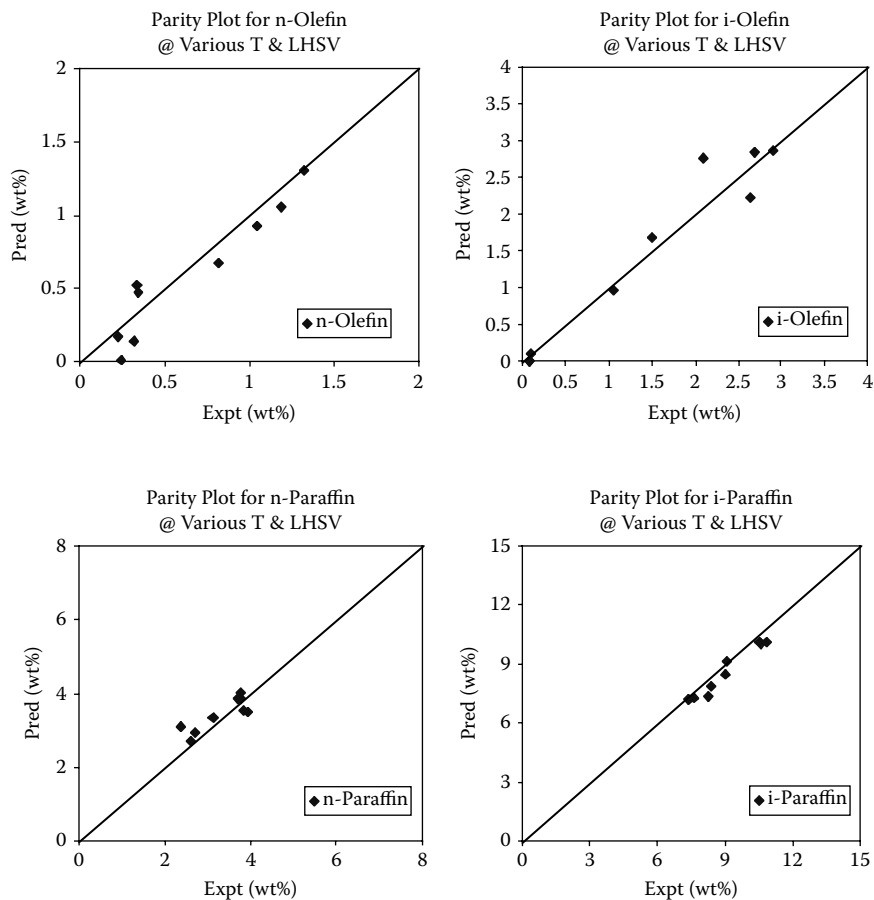 Parity Plot for n-Olefin
@ Various T & LHSV
2
1.5
1
0.5
0
Pred (wt%)
n-Olefin
0 0.5 1 1.5 2
Expt (wt%)
Parity Plot for i-Olefin
@ Various T & LHSV
4
3.5
3
2.5
2
1.5
1
0.5
0
Pred (wt%)
i-Olefin
0 0.5 1 1.5 2 2.5 3 3.5 4
Expt (wt%)
Parity Plot for n-Paraffin
@ Various T & LHSV
8
6
4
2
0
Pred (wt%)
n-Paraffin
0 2 4 6 8
Expt (wt%)
Parity Plot for i-Paraffin
@ Various T & LHSV
15
12
9
6
3
0
Pred (wt%)
i-Paraffin
0 3 6 9 12 15
Expt (wt%)